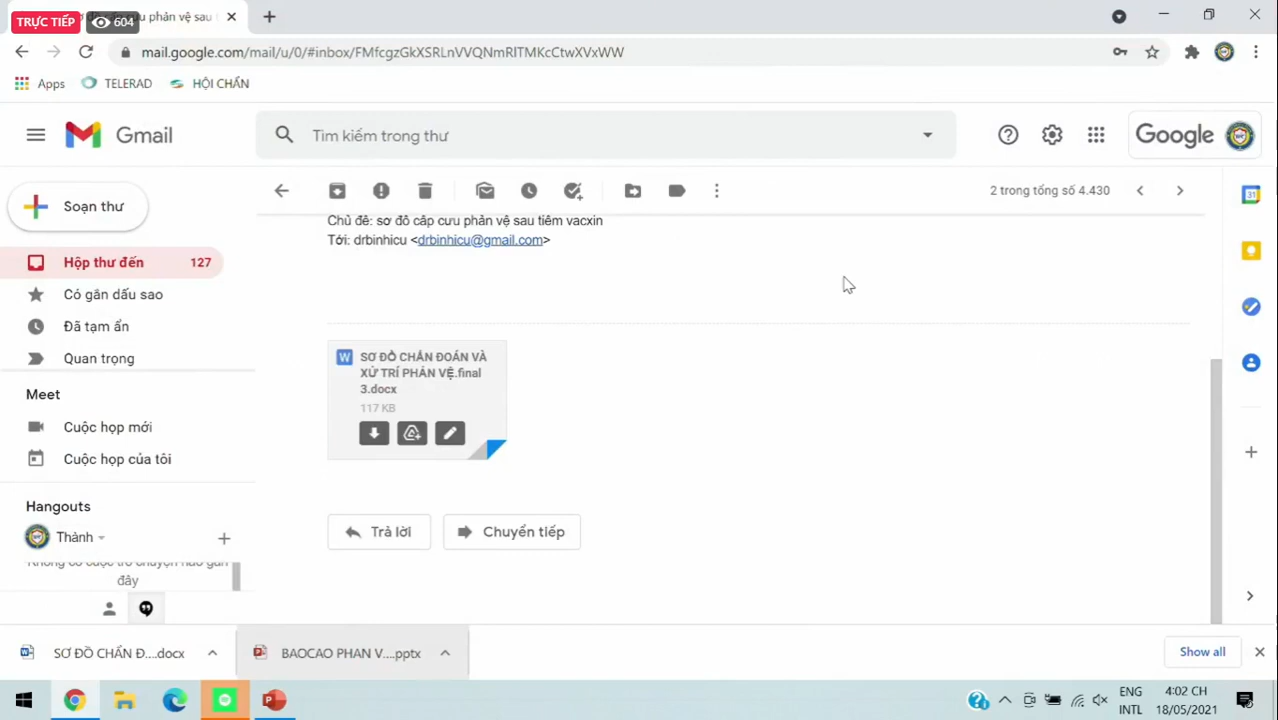 TRỰC TIẾP 604
cưu phản vệ sau
mail.google.com/mail/u/0/#inbox/FMfcgzGkXSRLnVVQNmRlTMKcCtwXVxWW
Apps TELERAD HỘI CHẨN
Gmail
Tìm kiếm trong thư
Google
Soạn thư
2 trong tổng số 4.430
31
Chủ đề: sơ đồ câp cưu phản vệ sau tiêm vacxin
Tới: drbinhicu <drbinhicu@gmail.com>
Hộp thư đến 127
Có gắn dấu sao
Đã tạm ẩn
Quan trọng
W SƠ ĐỒ CHẨN ĐOÁN VÀ
XỬ TRÍ PHẢN VỆ.final
3.docx
117 KB
Meet
Cuộc họp mới
Cuộc họp của tôi
Hangouts
Thành
Không có cuộc trò chuyện nào gần
đây
Trả lời
Chuyển tiếp
SƠ ĐỒ CHẨN Đ....docx
BAOCAO PHAN V....pptx
Show all
ENG
INTL
4:02 CH
18/05/2021